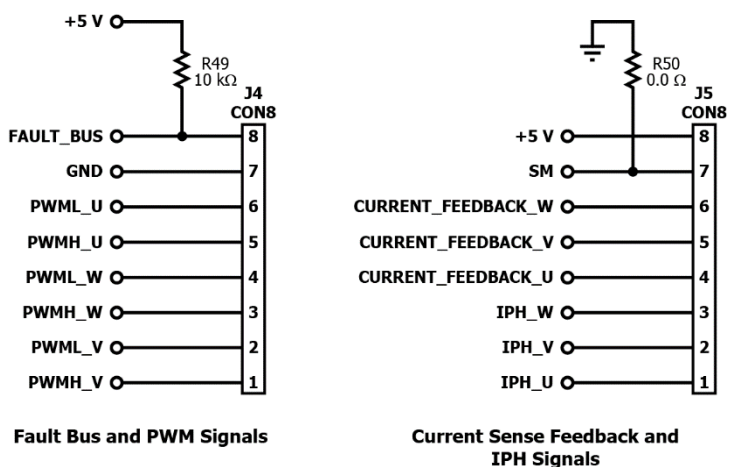 +5 V
R49
10 kΩ
J4
CON8
FAULT_BUS 8
GND 7
PWML_U 6
PWMH_U 5
PWML_W 4
PWMH_W 3
PWML_V 2
PWMH_V 1
Fault Bus and PWM Signals
R50
0.0 Ω
J5
CON8
+5 V 8
SM 7
CURRENT_FEEDBACK_W 6
CURRENT_FEEDBACK_V 5
CURRENT_FEEDBACK_U 4
IPH_W 3
IPH_V 2
IPH_U 1
Current Sense Feedback and
IPH Signals